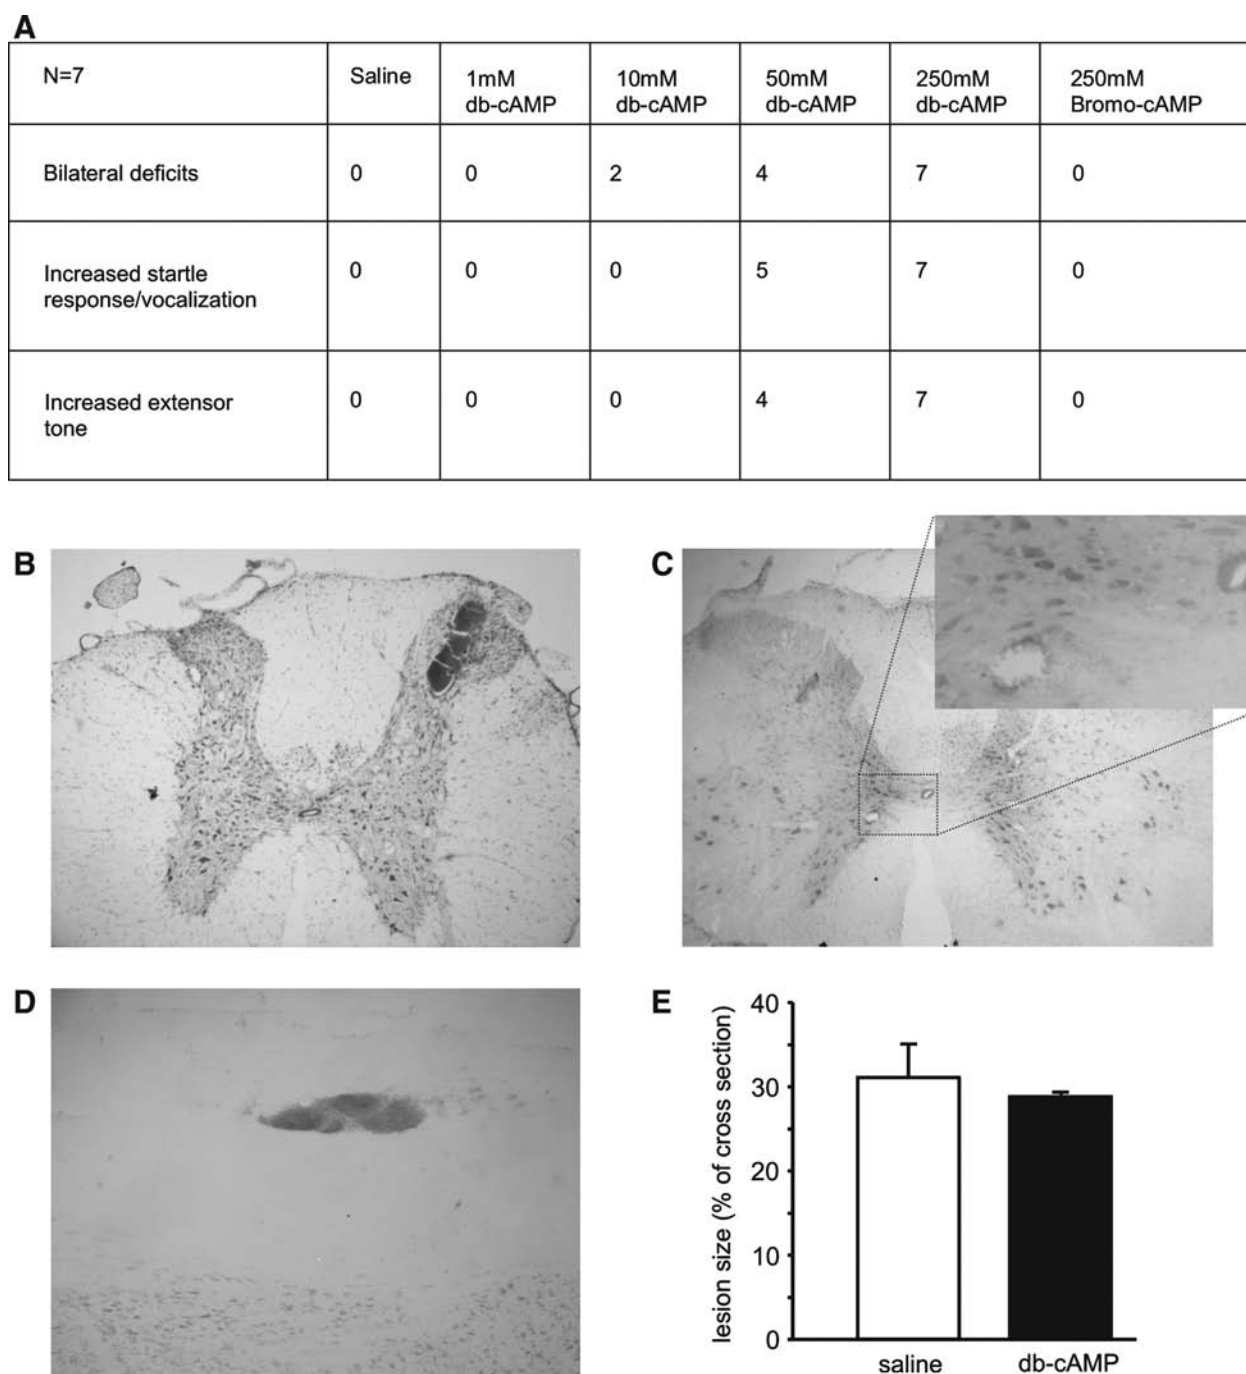 A
N=7
Saline
1mM
db-cAMP
10mM
db-cAMP
50mM
db-cAMP
250mM
db-cAMP
250mM
Bromo-cAMP
Bilateral deficits
0
0
2
4
7
0
Increased startle
response/vocalization
0
0
0
5
7
0
Increased extensor
tone
0
0
0
4
7
0
B
C
D
E
lesion size (% of cross section)
40
30
20
10
0
saline
db-cAMP